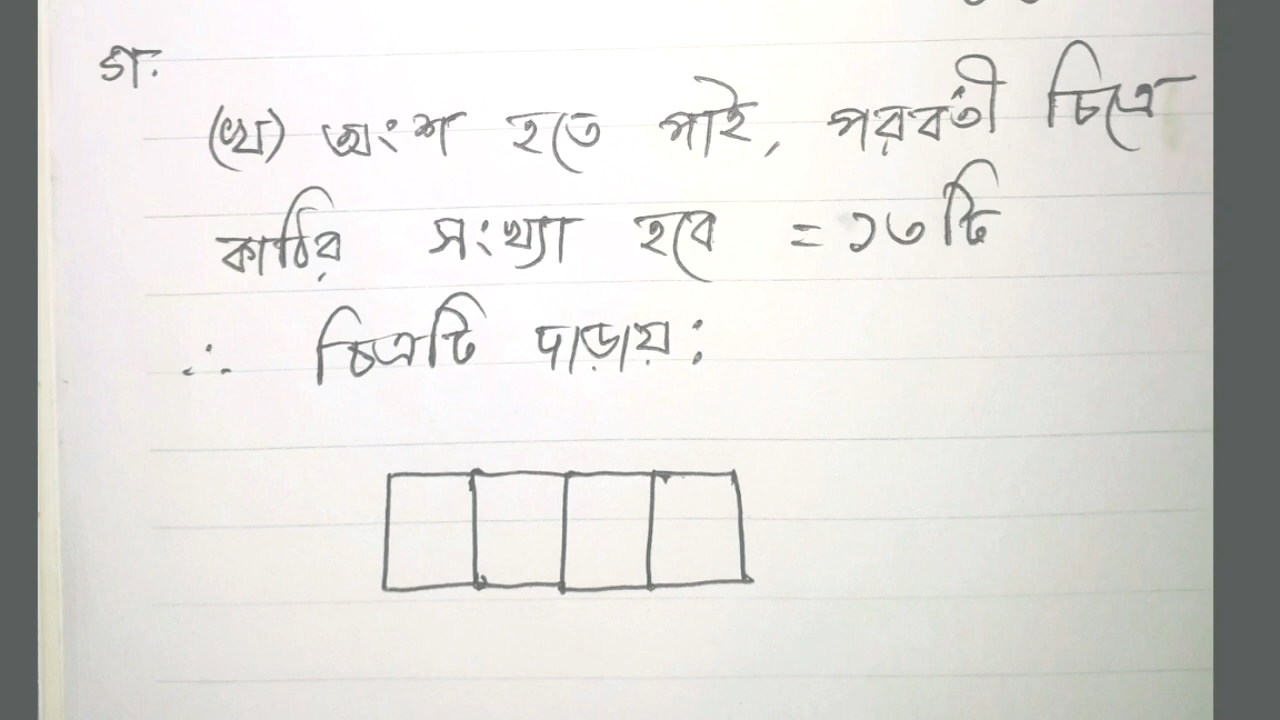 গ.
(খ) অংশ হতে পাই, পরবর্তী চিত্রে
কাঠির সংখ্যা হবে = ১৩টি
∴ চিত্রটি দাড়ায়: